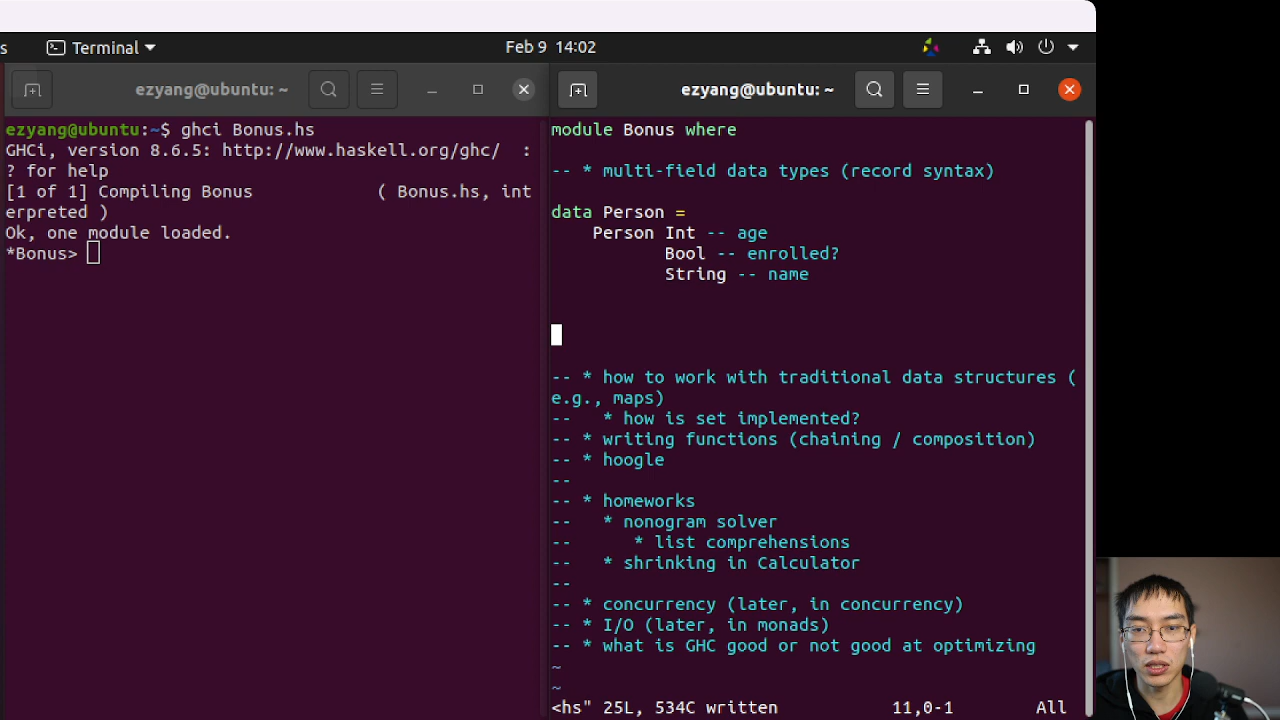 s Terminal Feb 9 14:02
ezyang@ubuntu: ~
ezyang@ubuntu: ~
ezyang@ubuntu:~$ ghci Bonus.hs
GHCi, version 8.6.5: http://www.haskell.org/ghc/  :
? for help
[1 of 1] Compiling Bonus            ( Bonus.hs, int
erpreted )
Ok, one module loaded.
*Bonus>
module Bonus where
-- * multi-field data types (record syntax)
data Person =
    Person Int -- age
           Bool -- enrolled?
           String -- name
-- * how to work with traditional data structures (
e.g., maps)
--   * how is set implemented?
-- * writing functions (chaining / composition)
-- * hoogle
--
-- * homeworks
--   * nonogram solver
--      * list comprehensions
--   * shrinking in Calculator
--
-- * concurrency (later, in concurrency)
-- * I/O (later, in monads)
-- * what is GHC good or not good at optimizing
~
~
<hs" 25L, 534C written 11,0-1 All